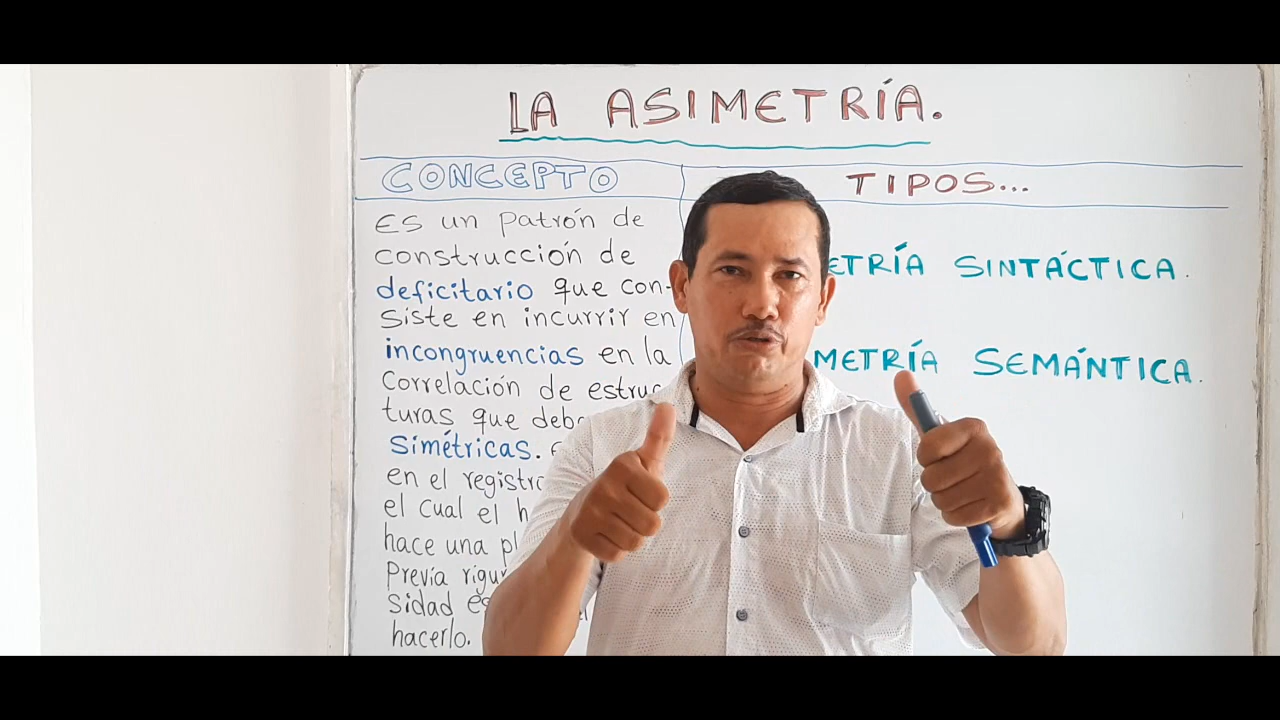 LA ASIMETRÍA.
CONCEPTO
TIPOS...
ES un patrón de
construcción de
deficitario que con-
siste en incurrir en
incongruencias en la
correlación de estruc
turas que deb
simétricas.
en el registr
el cual el h
hace una pl
Previa rigu
sidad es
hacerlo.
ETRÍA SINTÁCTICA.
METRÍA SEMÁNTICA.